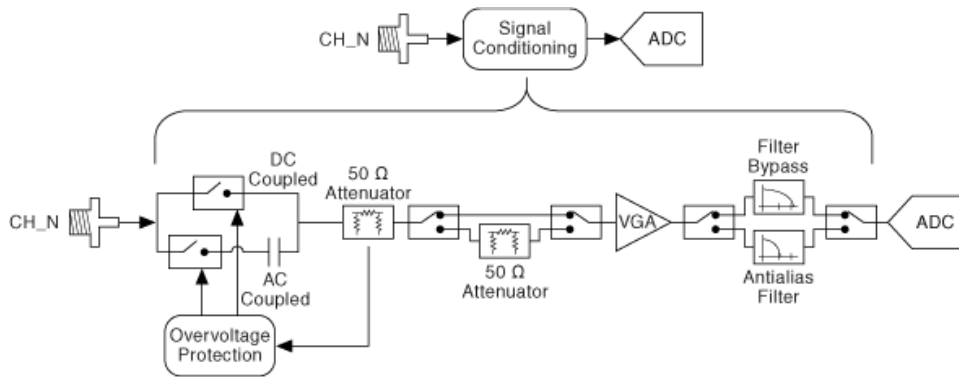 CH_N
Signal
Conditioning
ADC
CH_N
DC
Coupled
AC
Coupled
Overvoltage
Protection
50 Ω
Attenuator
50 Ω
Attenuator
VGA
Filter
Bypass
Antialias
Filter
ADC